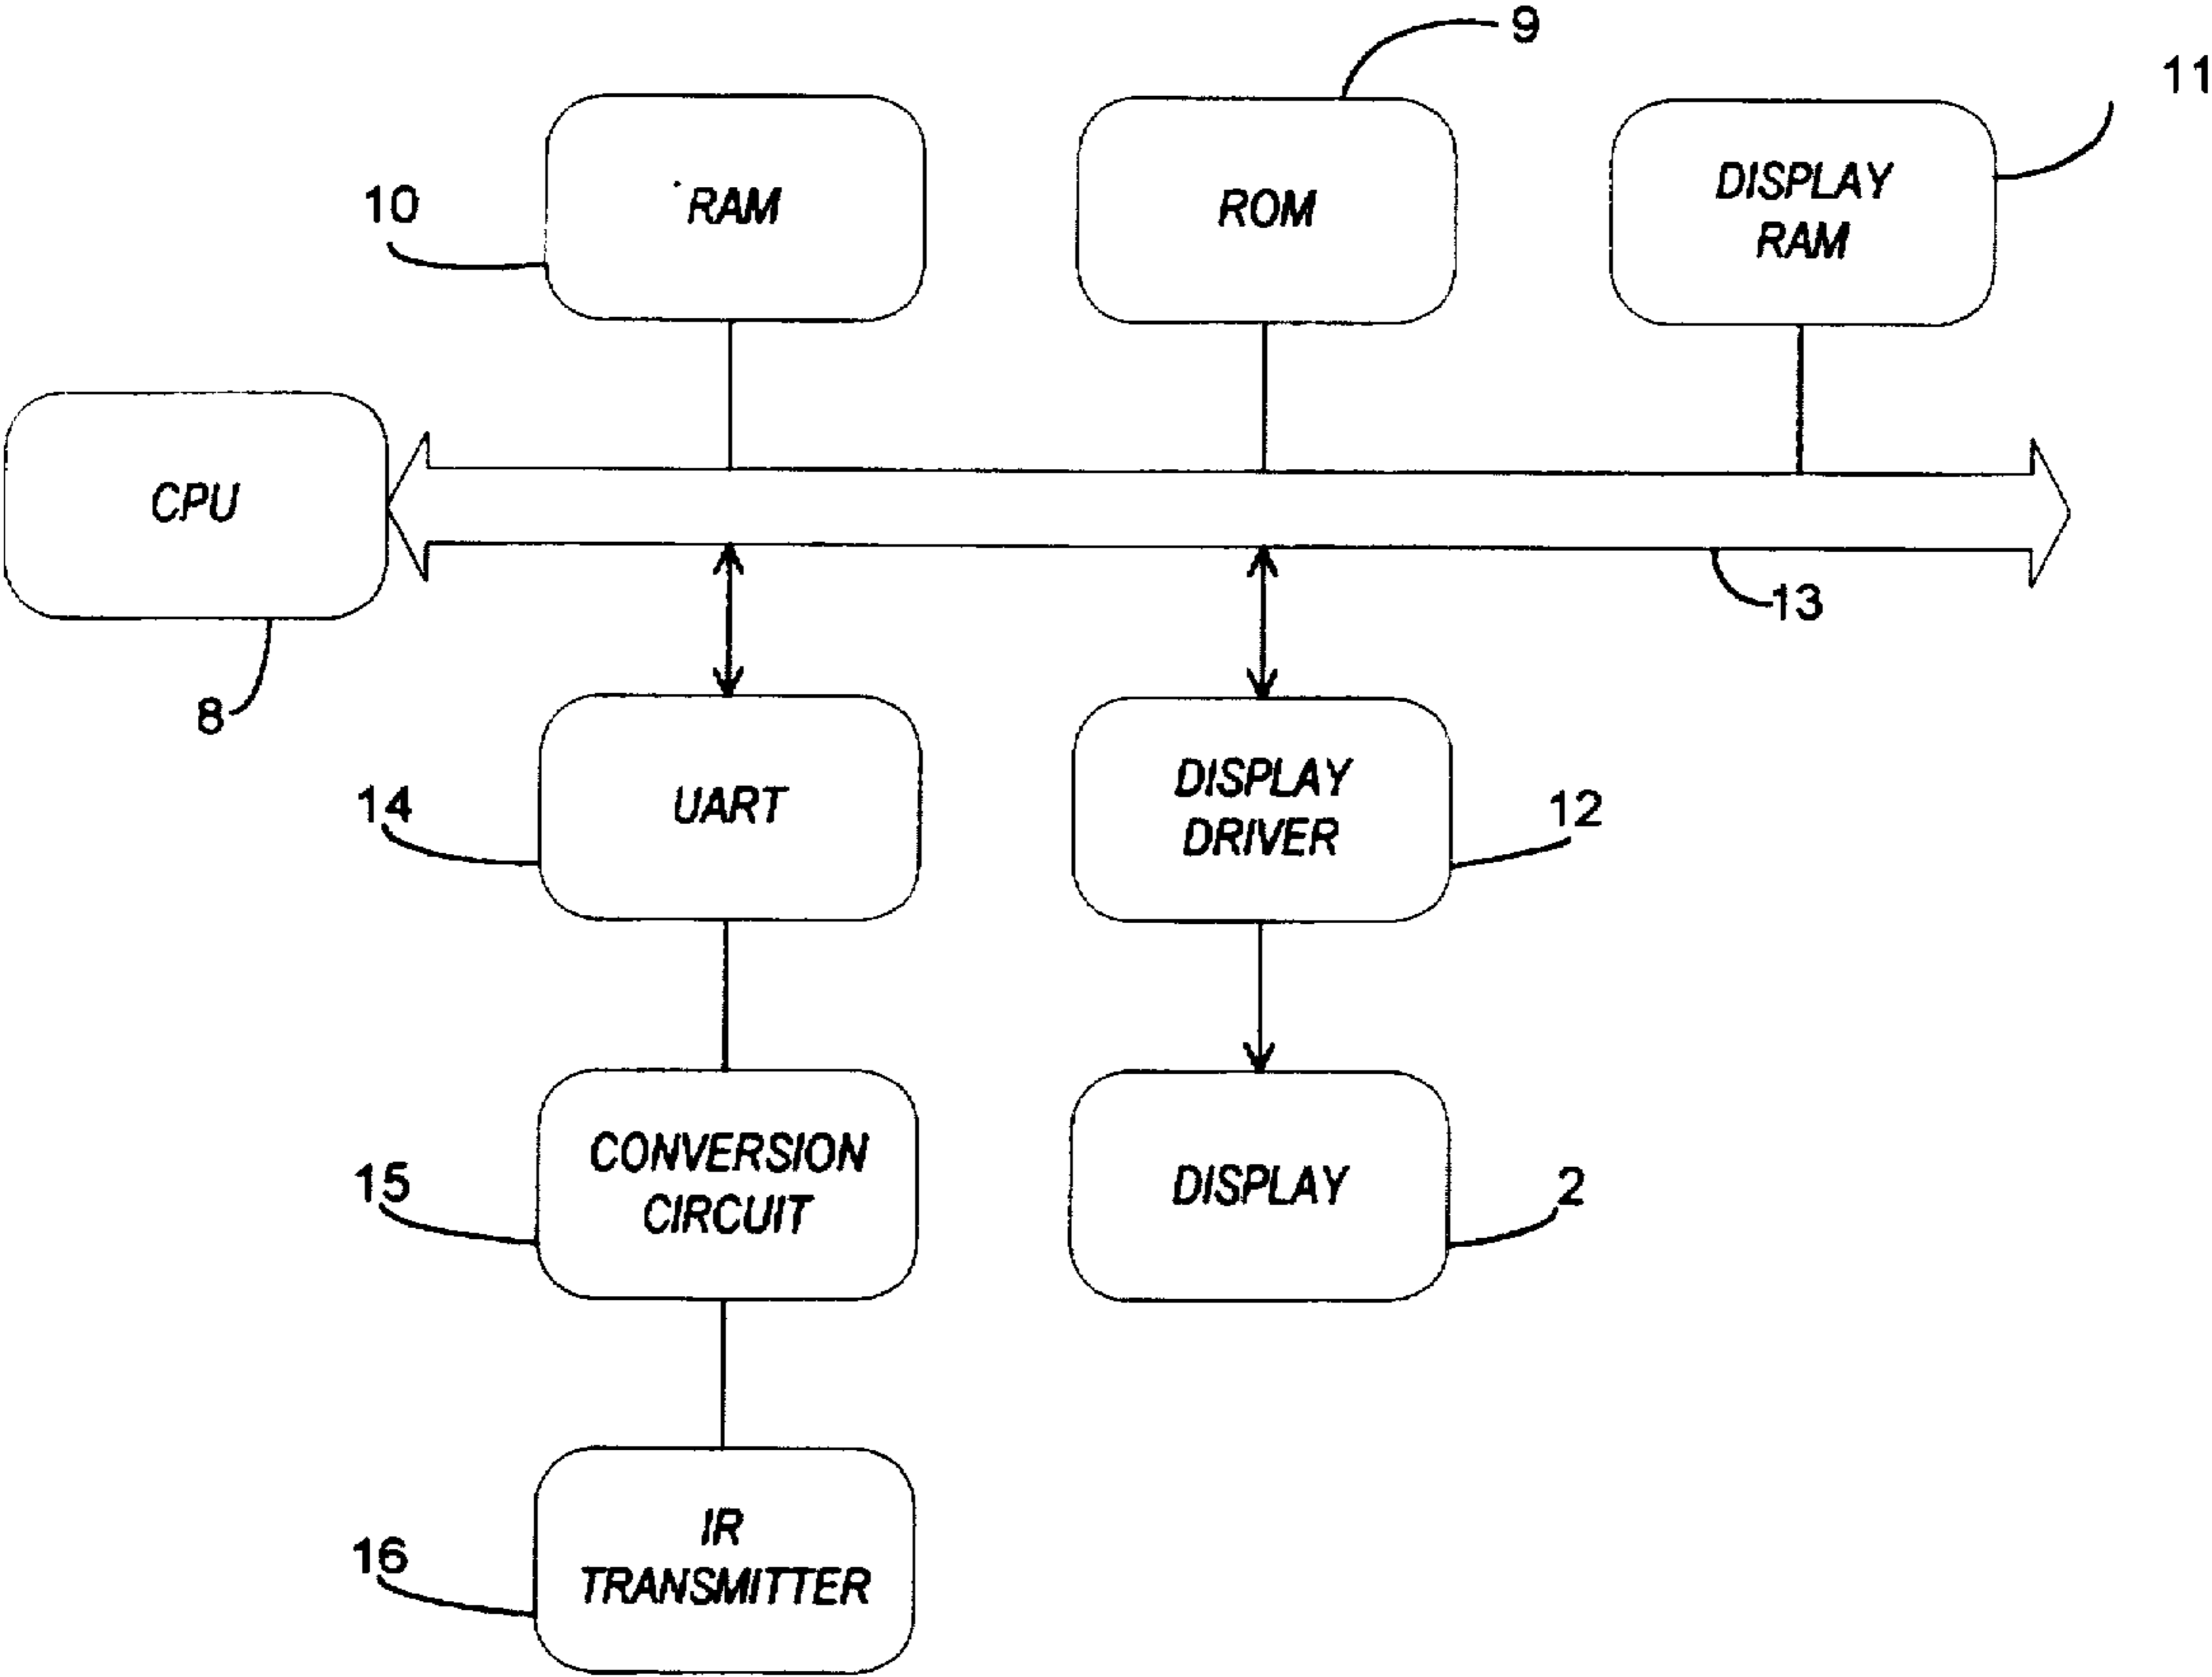 9
11
10
RAM
ROM
DISPLAY
RAM
CPU
13
8
14
UART
DISPLAY
DRIVER
12
15
CONVERSION
CIRCUIT
DISPLAY
2
16
IR
TRANSMITTER